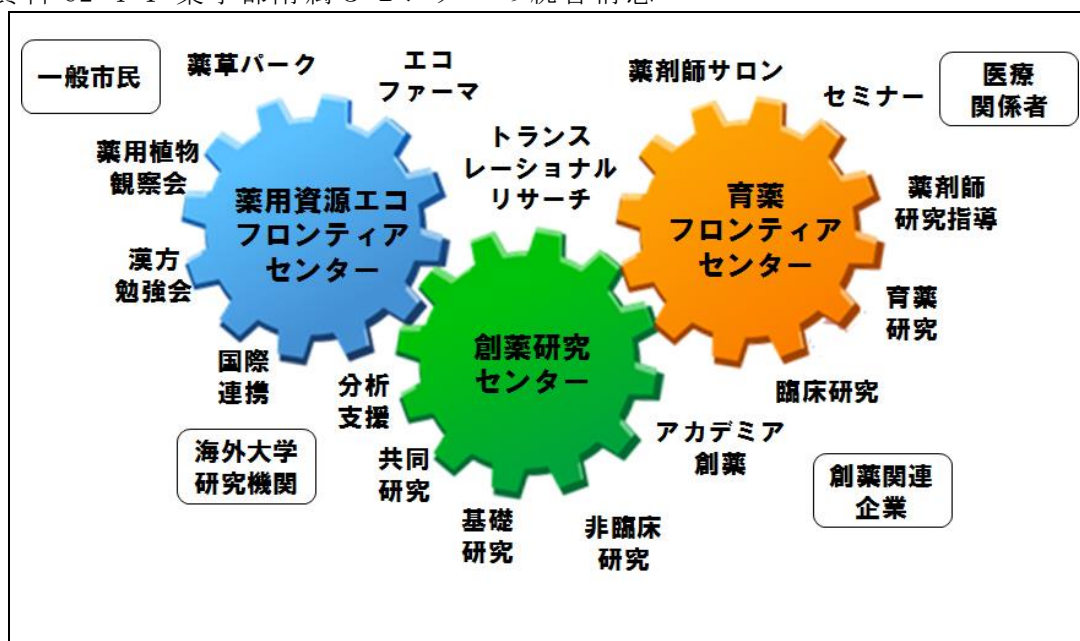 一般市民
薬草パーク
エコ
ファーマ
薬剤師サロン
セミナー
医療
関係者
薬用植物
観察会
トランス
レーショナル
リサーチ
薬用資源エコ
フロンティア
センター
育薬
フロンティア
センター
薬剤師
研究指導
漢方
勉強会
育薬
研究
国際
連携
分析
支援
創薬研究
センター
臨床研究
海外大学
研究機関
共同
研究
アカデミア
創薬
創薬関連
企業
基礎
研究
非臨床
研究